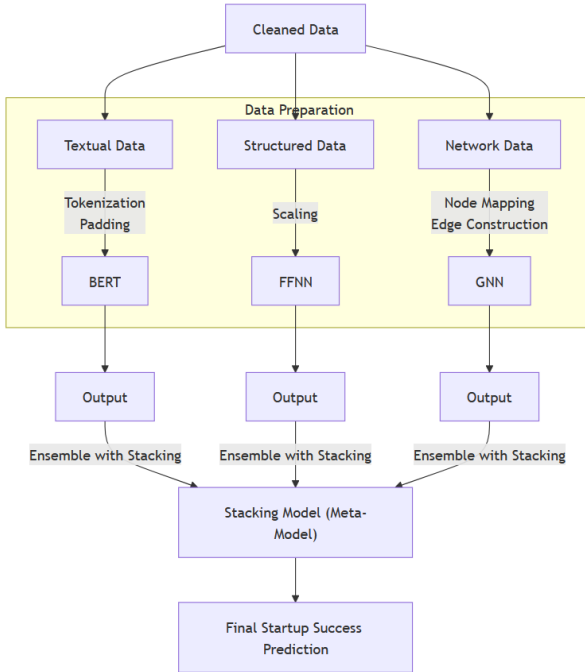 Cleaned Data
Data Preparation
Textual Data
Structured Data
Network Data
Tokenization
Padding
Scaling
Node Mapping
Edge Construction
BERT
FFNN
GNN
Output
Output
Output
Ensemble with Stacking
Ensemble with Stacking
Ensemble with Stacking
Stacking Model (Meta-
Model)
Final Startup Success
Prediction